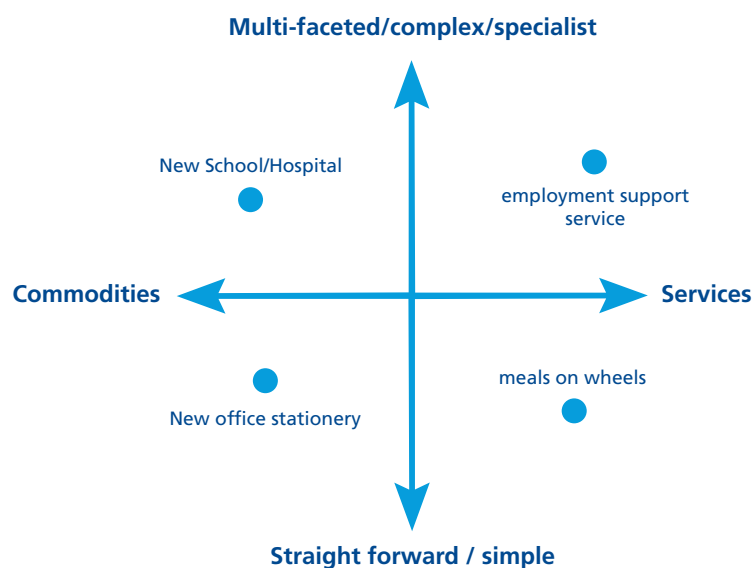 Multi-faceted/complex/specialist
New School/Hospital
employment support
service
Commodities
Services
meals on wheels
New office stationery
Straight forward / simple